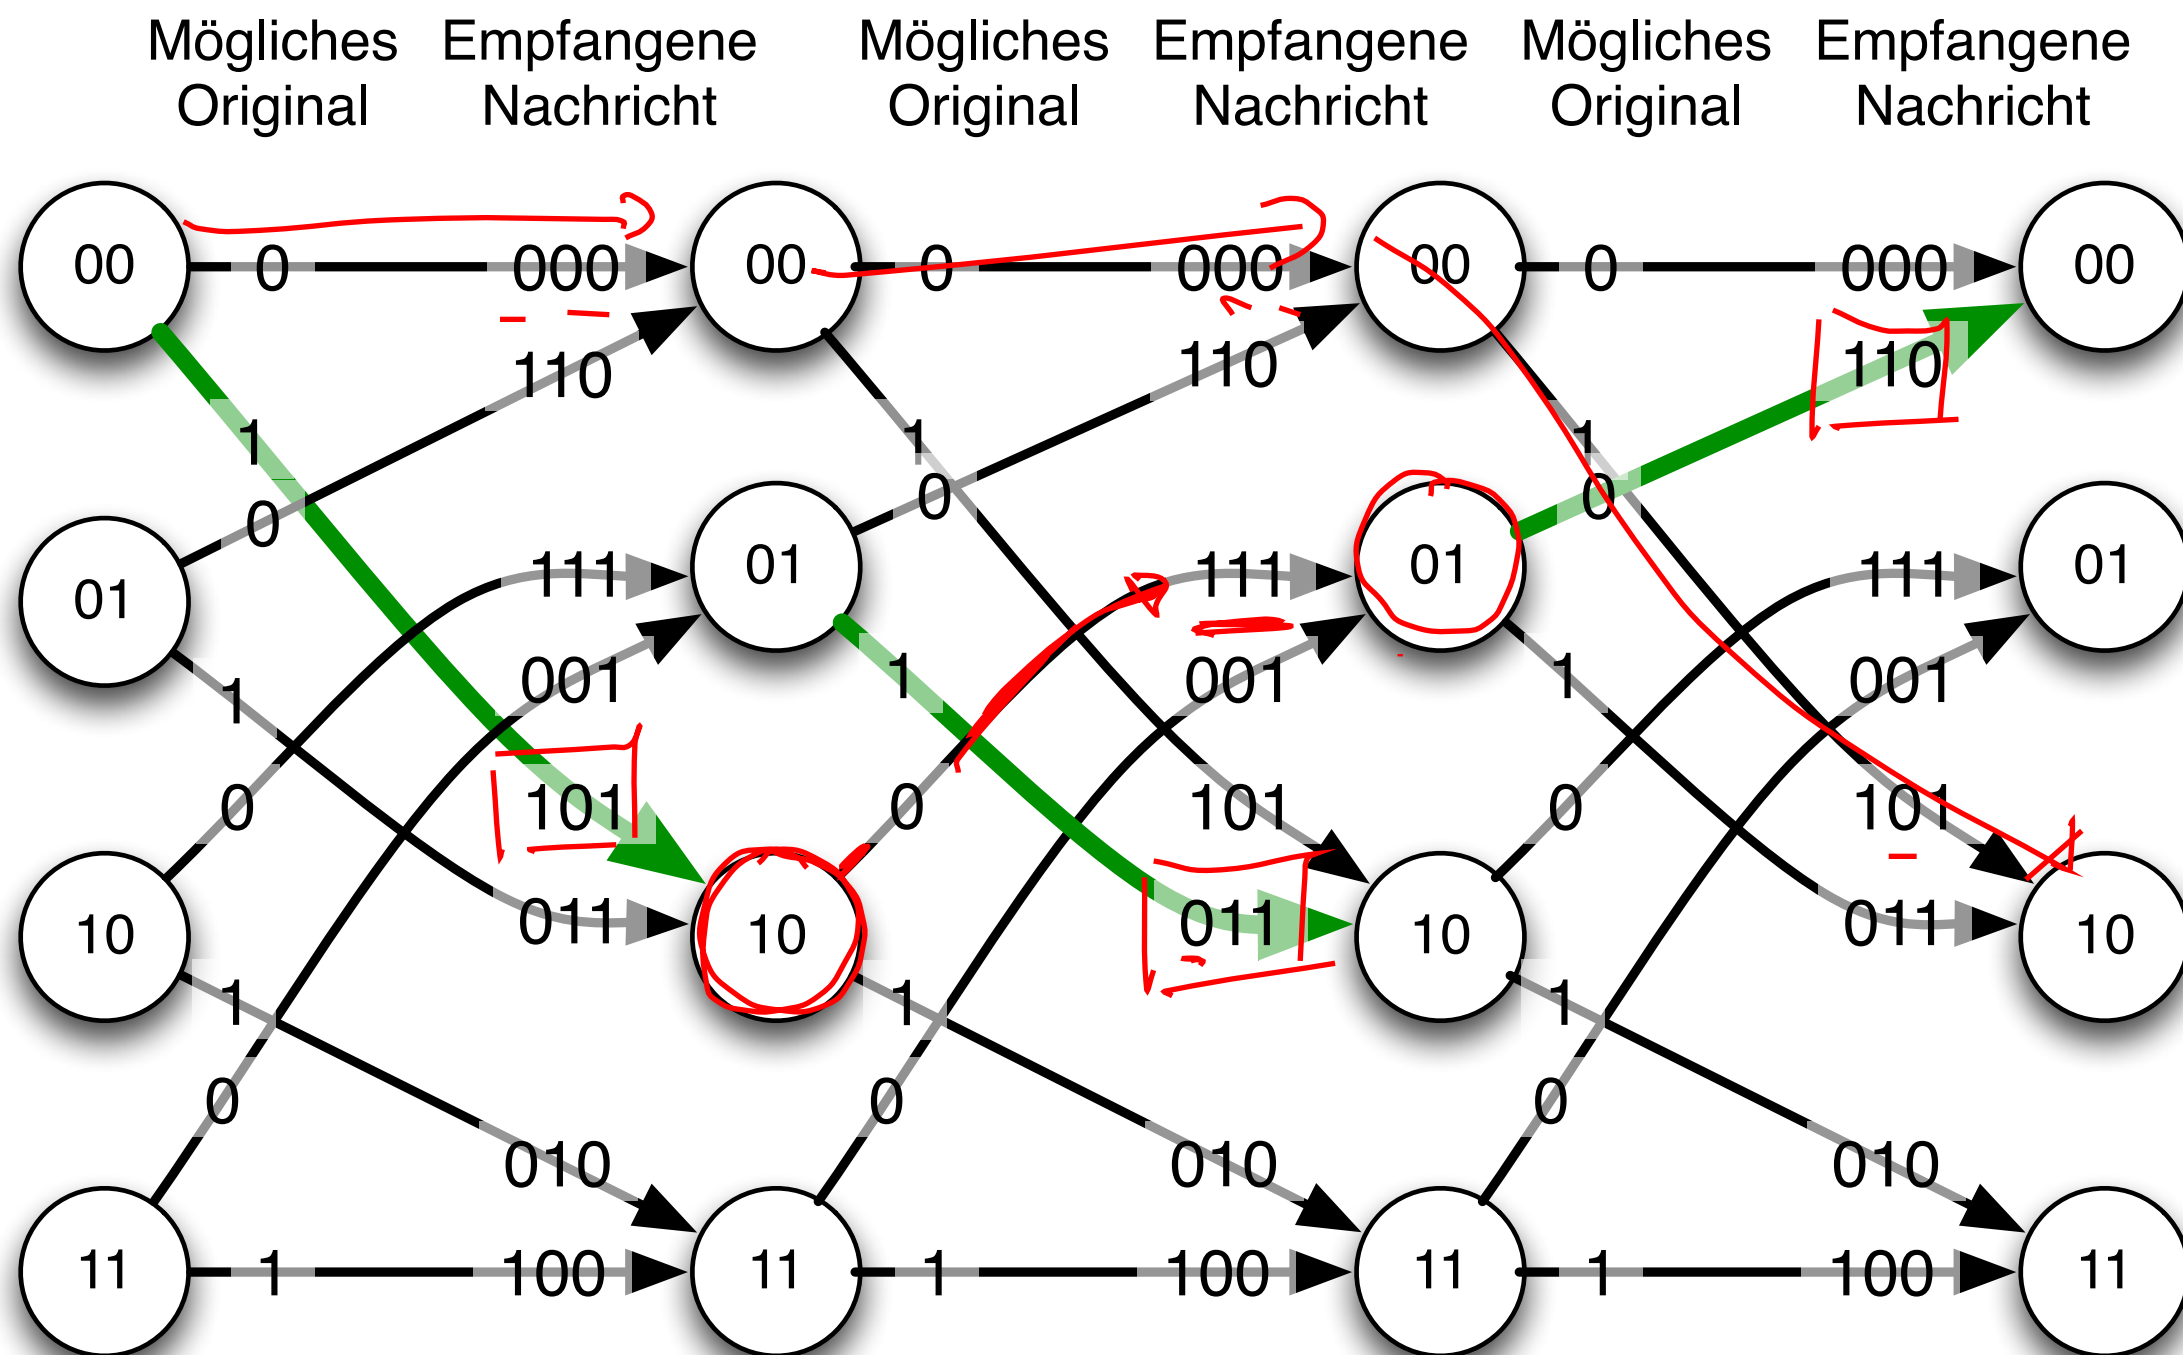 Mögliches Empfangene Mögliches Empfangene Mögliches Empfangene
Original Nachricht Original Nachricht Original Nachricht
00 0 000 00 0 000 00 0 000 00
110 110 110
1 1 1
0 0 0
01 111 01 111 01 111 01
1 001 1 001 1 001
0 101 0 101 0 101
10 011 10 011 10 011 10
1 1 1
0 0 0
010 010 010
11 1 100 11 1 100 11 1 100 11